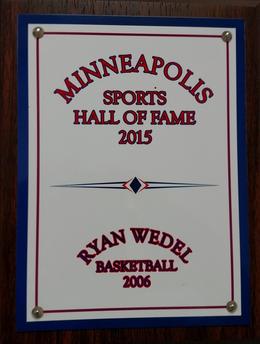 MINNEAPOLIS
SPORTS
HALL OF FAME
2015
RYAN WEDEL
BASKETBALL
2006